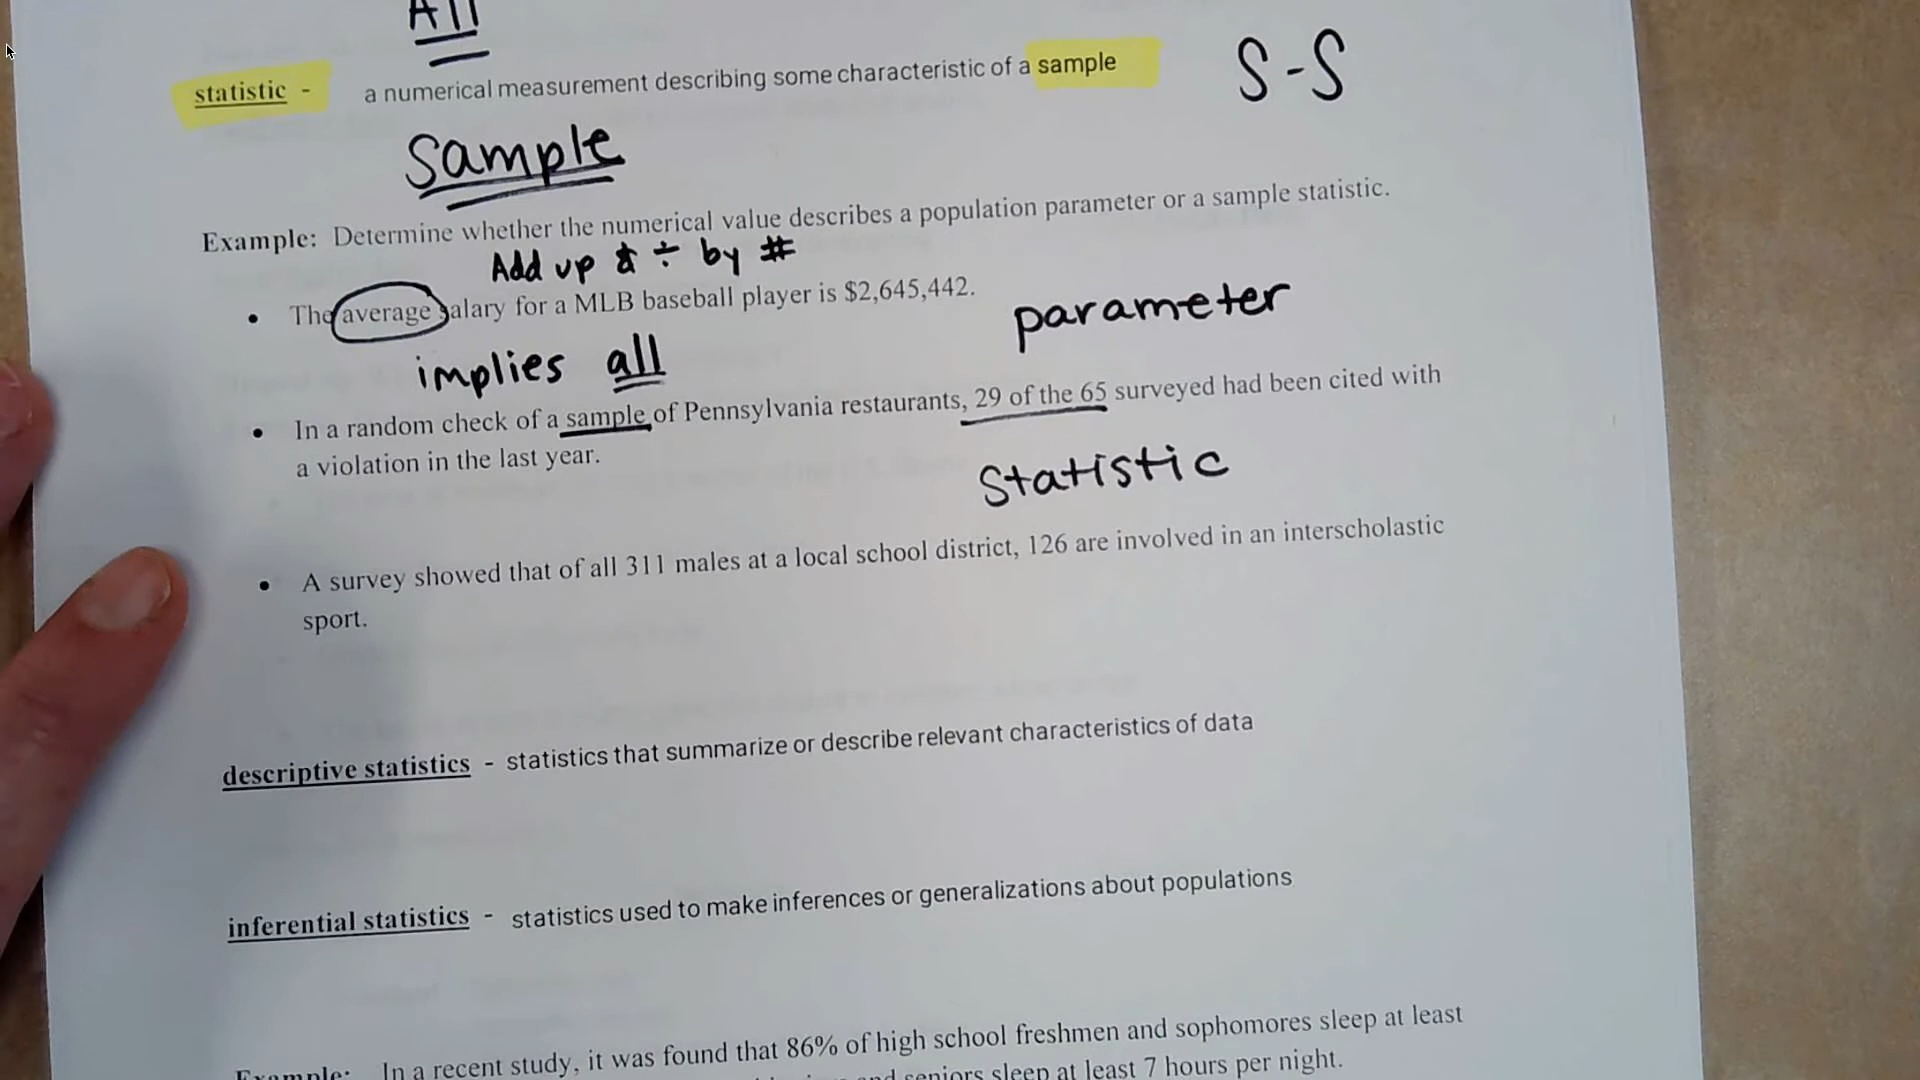 All
statistic - a numerical measurement describing some characteristic of a sample S-S
Sample
Example: Determine whether the numerical value describes a population parameter or a sample statistic.
Add up & ÷ by #
The average salary for a MLB baseball player is $2,645,442.
parameter
implies all
In a random check of a sample of Pennsylvania restaurants, 29 of the 65 surveyed had been cited with
a violation in the last year.
Statistic
A survey showed that of all 311 males at a local school district, 126 are involved in an interscholastic
sport.
descriptive statistics - statistics that summarize or describe relevant characteristics of data
inferential statistics - statistics used to make inferences or generalizations about populations
Example: In a recent study, it was found that 86% of high school freshmen and sophomores sleep at least
and seniors sleep at least 7 hours per night.